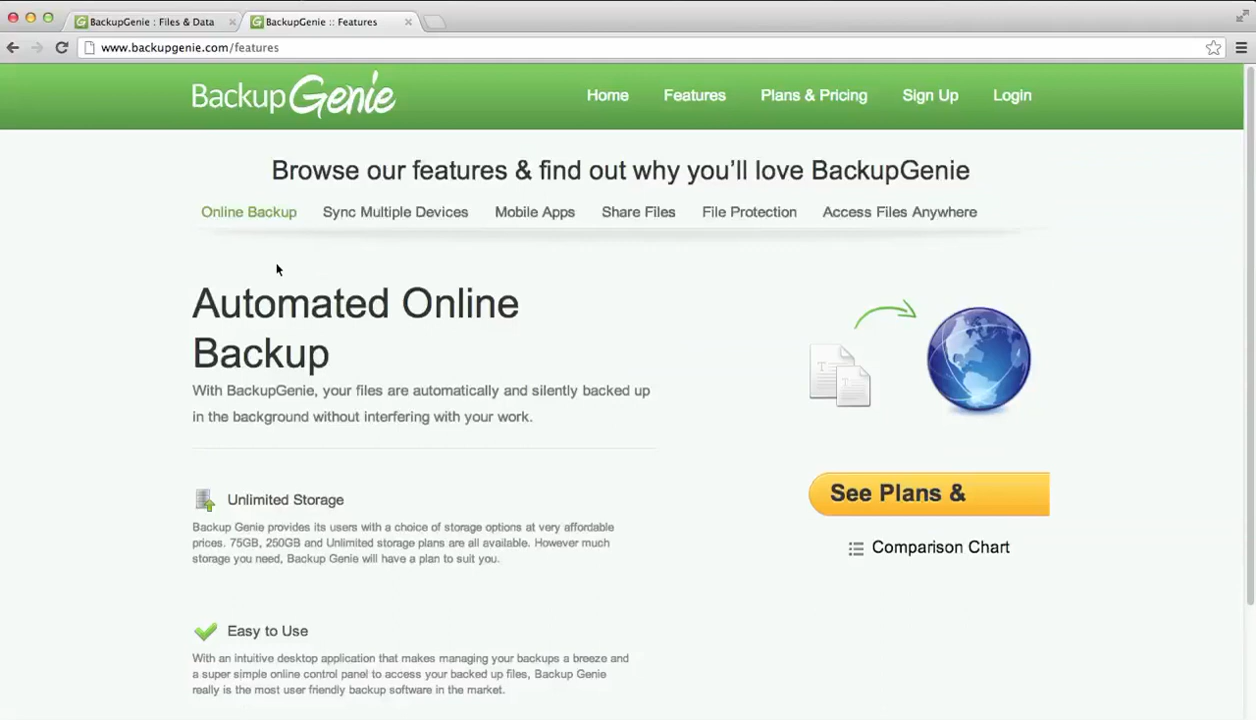 BackupGenie : Files & Data
BackupGenie :: Features
www.backupgenie.com/features
BackupGenie
Home Features Plans & Pricing Sign Up Login
Browse our features & find out why you'll love BackupGenie
Online Backup Sync Multiple Devices Mobile Apps Share Files File Protection Access Files Anywhere
Automated Online
Backup
With BackupGenie, your files are automatically and silently backed up
in the background without interfering with your work.
Unlimited Storage
Backup Genie provides its users with a choice of storage options at very affordable
prices. 75GB, 250GB and Unlimited storage plans are all available. However much
storage you need, Backup Genie will have a plan to suit you.
Easy to Use
With an intuitive desktop application that makes managing your backups a breeze and
a super simple online control panel to access your backed up files, Backup Genie
really is the most user friendly backup software in the market.
See Plans &
Comparison Chart